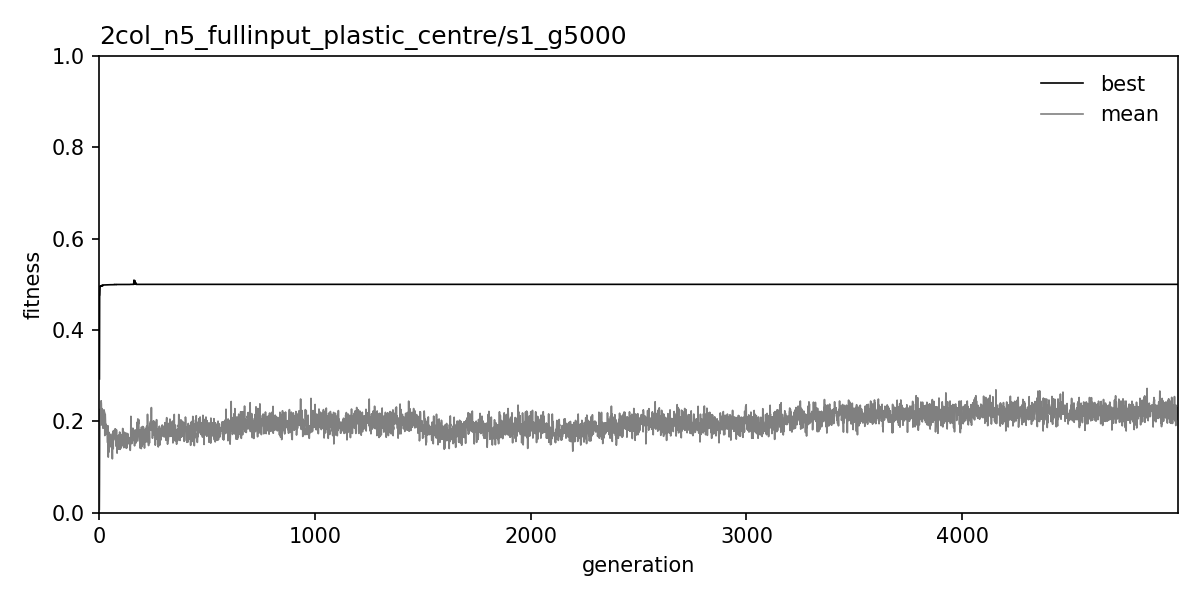 2col_n5_fullinput_plastic_centre/s1_g5000
1.0
0.8
0.6
0.4
0.2
0.0
fitness
best
mean
0 1000 2000 3000 4000
generation